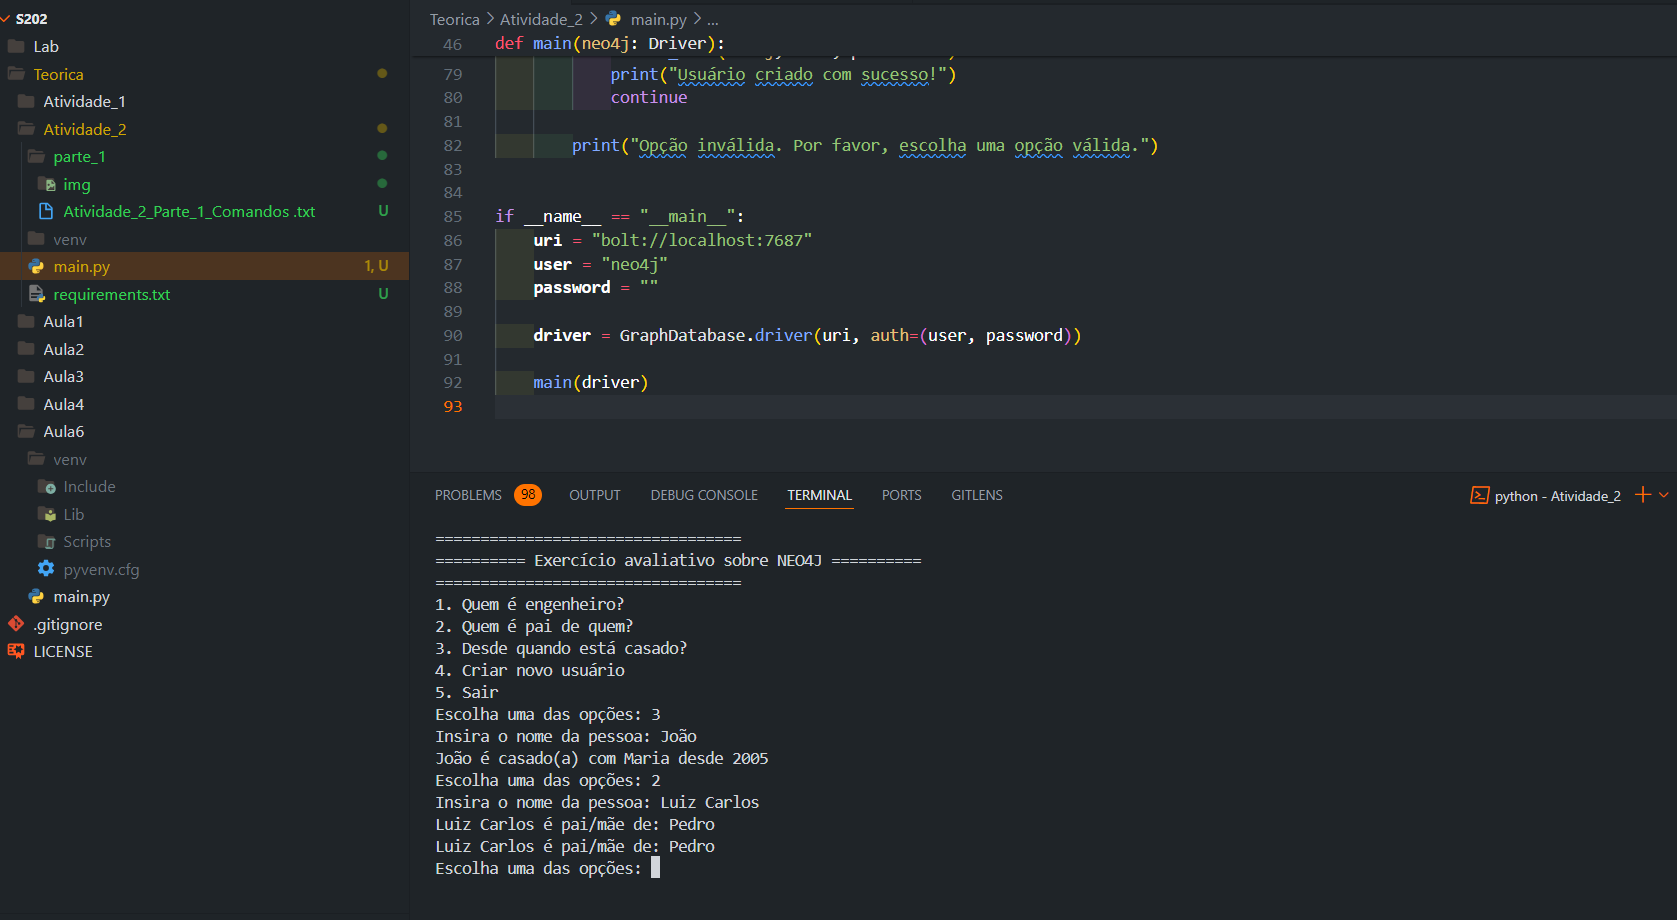 S202
Lab
Teorica
Atividade_1
Atividade_2
parte_1
img
Atividade_2_Parte_1_Comandos .txt U
venv
main.py 1, U
requirements.txt U
Aula1
Aula2
Aula3
Aula4
Aula6
venv
Include
Lib
Scripts
pyvenv.cfg
main.py
.gitignore
LICENSE
Teorica > Atividade_2 > main.py > ...
46 def main(neo4j: Driver):
79 print("Usuário criado com sucesso!")
80 continue
81
82 print("Opção inválida. Por favor, escolha uma opção válida.")
83
84
85 if __name__ == "__main__":
86 uri = "bolt://localhost:7687"
87 user = "neo4j"
88 password = ""
89
90 driver = GraphDatabase.driver(uri, auth=(user, password))
91
92 main(driver)
93
PROBLEMS 98 OUTPUT DEBUG CONSOLE TERMINAL PORTS GITLENS python - Atividade_2
==================================
========== Exercício avaliativo sobre NEO4J ==========
==================================
1. Quem é engenheiro?
2. Quem é pai de quem?
3. Desde quando está casado?
4. Criar novo usuário
5. Sair
Escolha uma das opções: 3
Insira o nome da pessoa: João
João é casado(a) com Maria desde 2005
Escolha uma das opções: 2
Insira o nome da pessoa: Luiz Carlos
Luiz Carlos é pai/mãe de: Pedro
Luiz Carlos é pai/mãe de: Pedro
Escolha uma das opções: